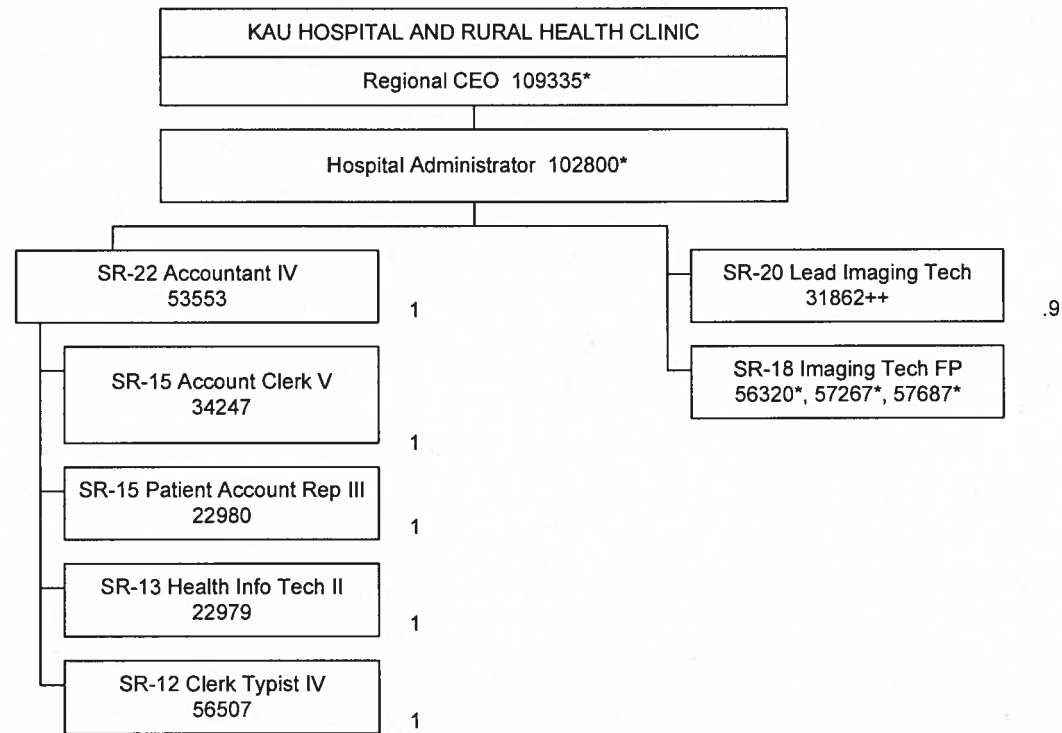 KAU HOSPITAL AND RURAL HEALTH CLINIC
Regional CEO 109335*
Hospital Administrator 102800*
SR-22 Accountant IV
53553
1
SR-15 Account Clerk V
34247
1
SR-15 Patient Account Rep III
22980
1
SR-13 Health Info Tech II
22979
1
SR-12 Clerk Typist IV
56507
1
SR-20 Lead Imaging Tech
31862++
.9
SR-18 Imaging Tech FP
56320*, 57267*, 57687*